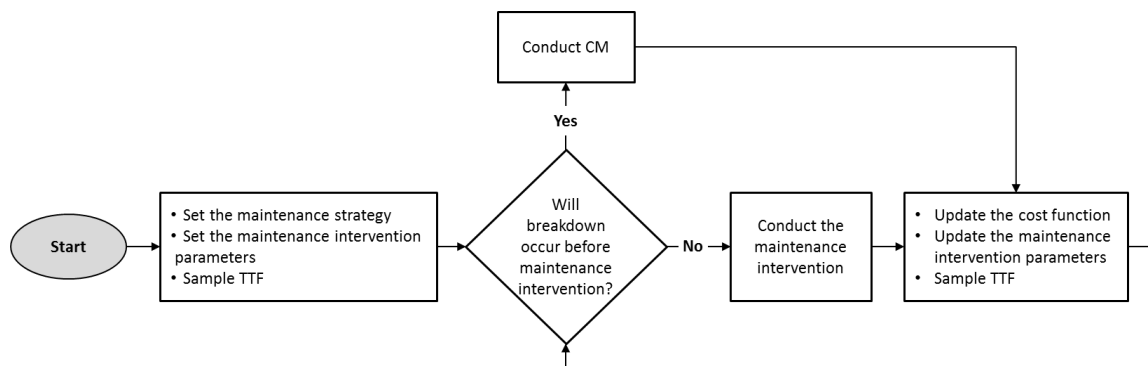 Conduct CM
Yes
Start
• Set the maintenance strategy
• Set the maintenance intervention
parameters
• Sample TTF
Will
breakdown
occur before
maintenance
intervention?
No
Conduct the
maintenance
intervention
• Update the cost function
• Update the maintenance
intervention parameters
• Sample TTF